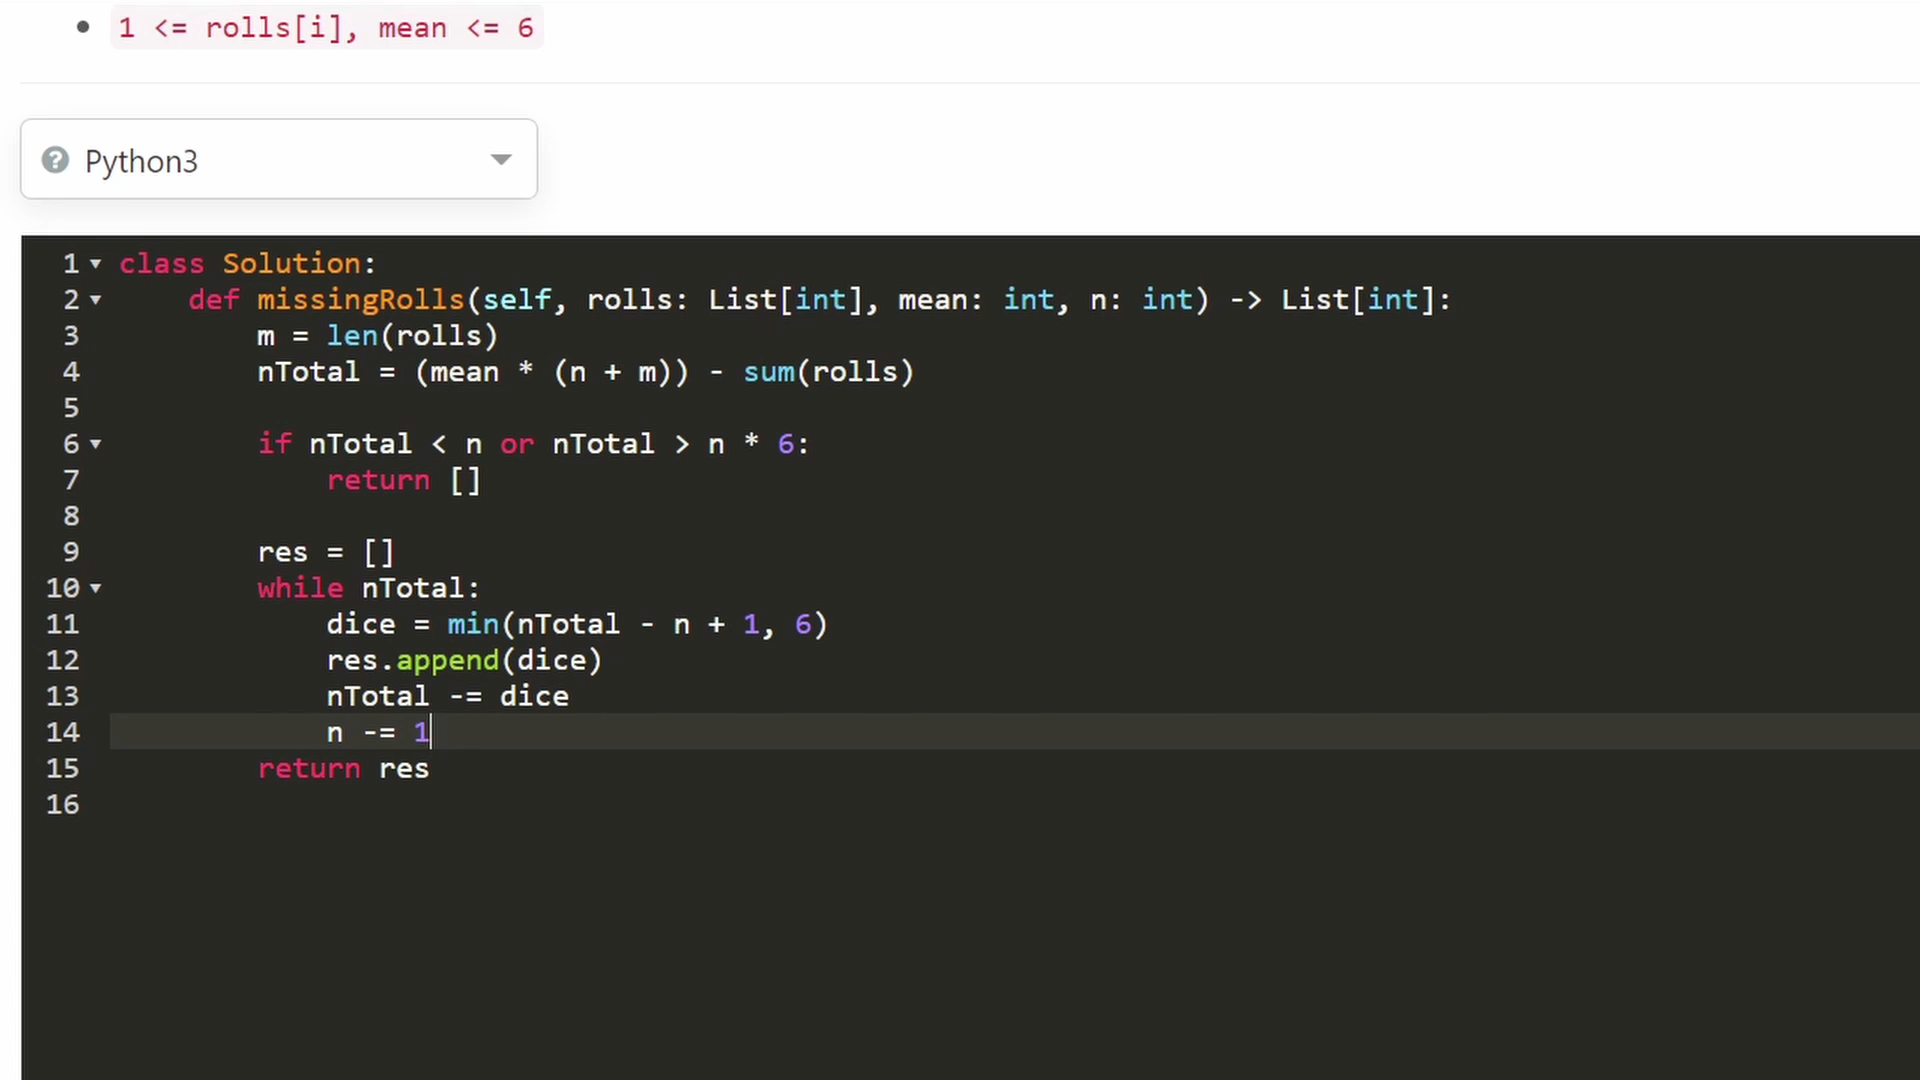 1 <= rolls[i], mean <= 6
Python3
1 class Solution:
2     def missingRolls(self, rolls: List[int], mean: int, n: int) -> List[int]:
3         m = len(rolls)
4         nTotal = (mean * (n + m)) - sum(rolls)
5
6         if nTotal < n or nTotal > n * 6:
7             return []
8
9         res = []
10         while nTotal:
11             dice = min(nTotal - n + 1, 6)
12             res.append(dice)
13             nTotal -= dice
14             n -= 1
15         return res
16